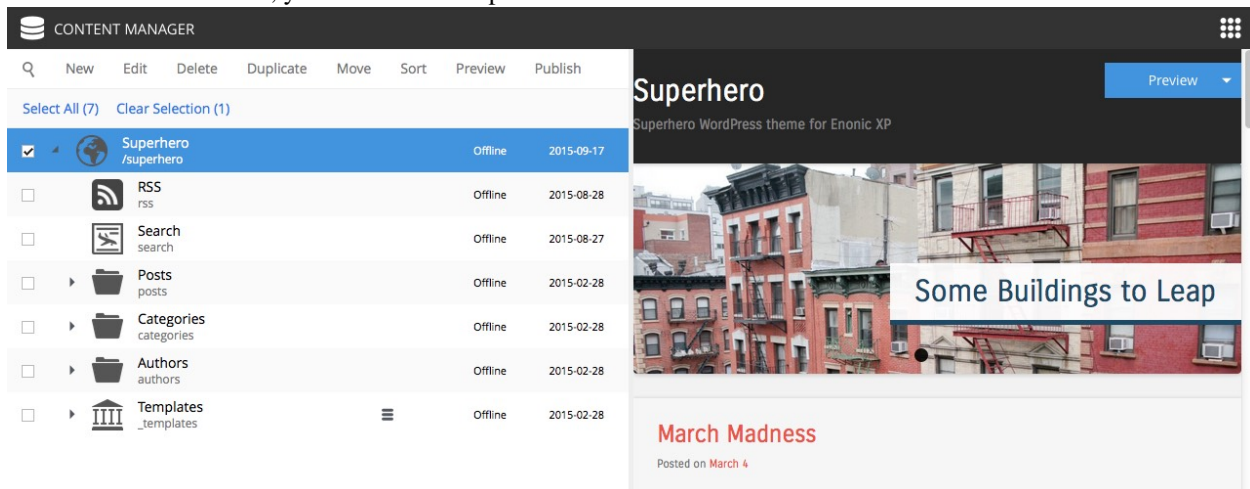 CONTENT MANAGER
New Edit Delete Duplicate Move Sort Preview Publish
Select All (7) Clear Selection (1)
Superhero Offline 2015-09-17
/superhero
RSS Offline 2015-08-28
rss
Search Offline 2015-08-27
search
Posts Offline 2015-02-28
posts
Categories Offline 2015-02-28
categories
Authors Offline 2015-02-28
authors
Templates Offline 2015-02-28
_templates
Preview
Superhero
Superhero WordPress theme for Enonic XP
Some Buildings to Leap
March Madness
Posted on March 4